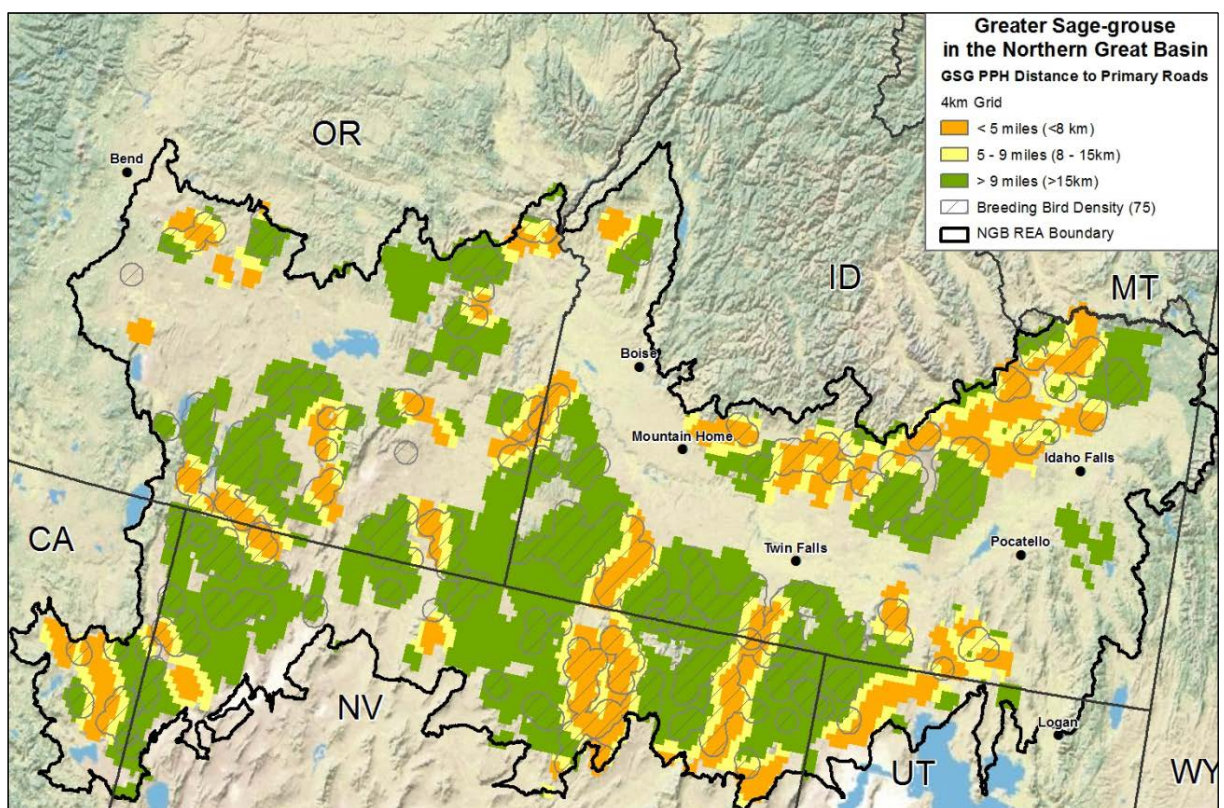 Greater Sage-grouse
in the Northern Great Basin
GSG PPH Distance to Primary Roads
4km Grid
< 5 miles (<8 km)
5 - 9 miles (8 - 15km)
> 9 miles (>15km)
Breeding Bird Density (75)
NGB REA Boundary
OR
Bend
ID
MT
Boise
Mountain Home
Idaho Falls
CA
Twin Falls
Pocatello
NV
Logan
UT
WY